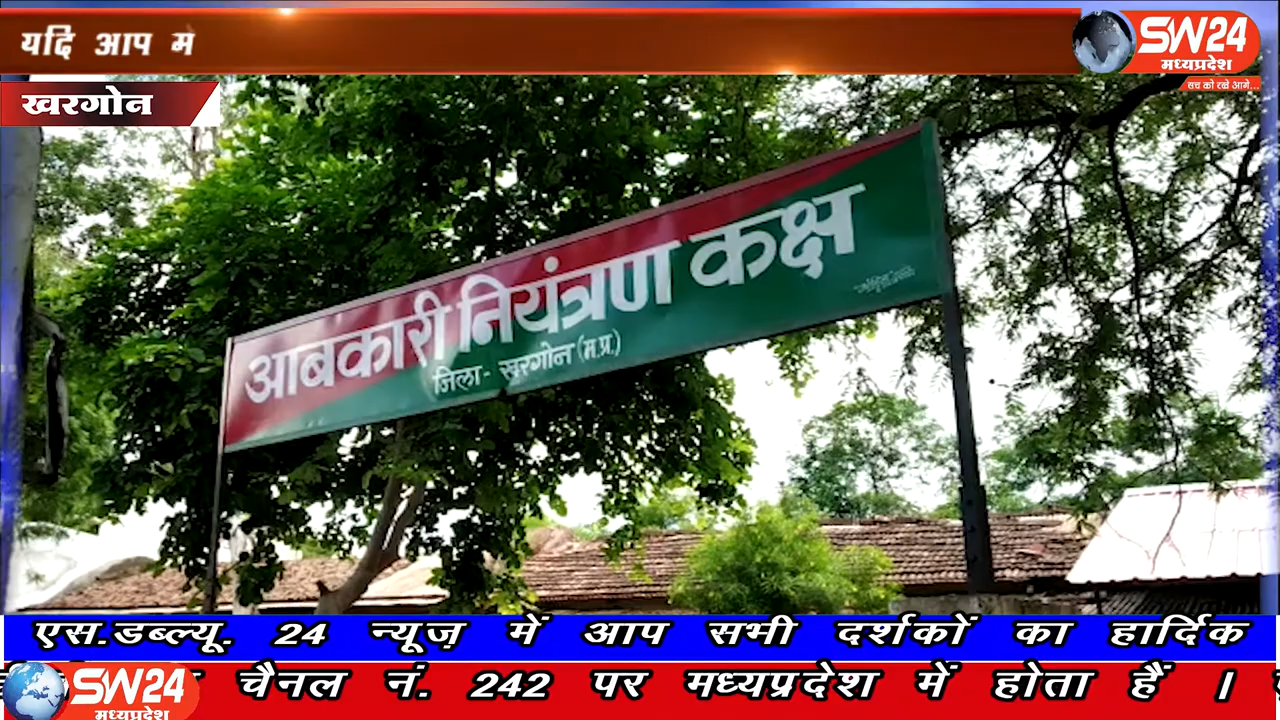 यदि आप म
SW24
मध्यप्रदेश
सच को रखे आगे...
खरगोन
आबकारी नियंत्रण कक्ष
जिला - खरगोन (म.प्र.)
एस.डब्ल्यू. 24 न्यूज़ में आप सभी दर्शकों का हार्दिक
चैनल नं. 242 पर मध्यप्रदेश में होता हैं ।
SW24
मध्यप्रदेश